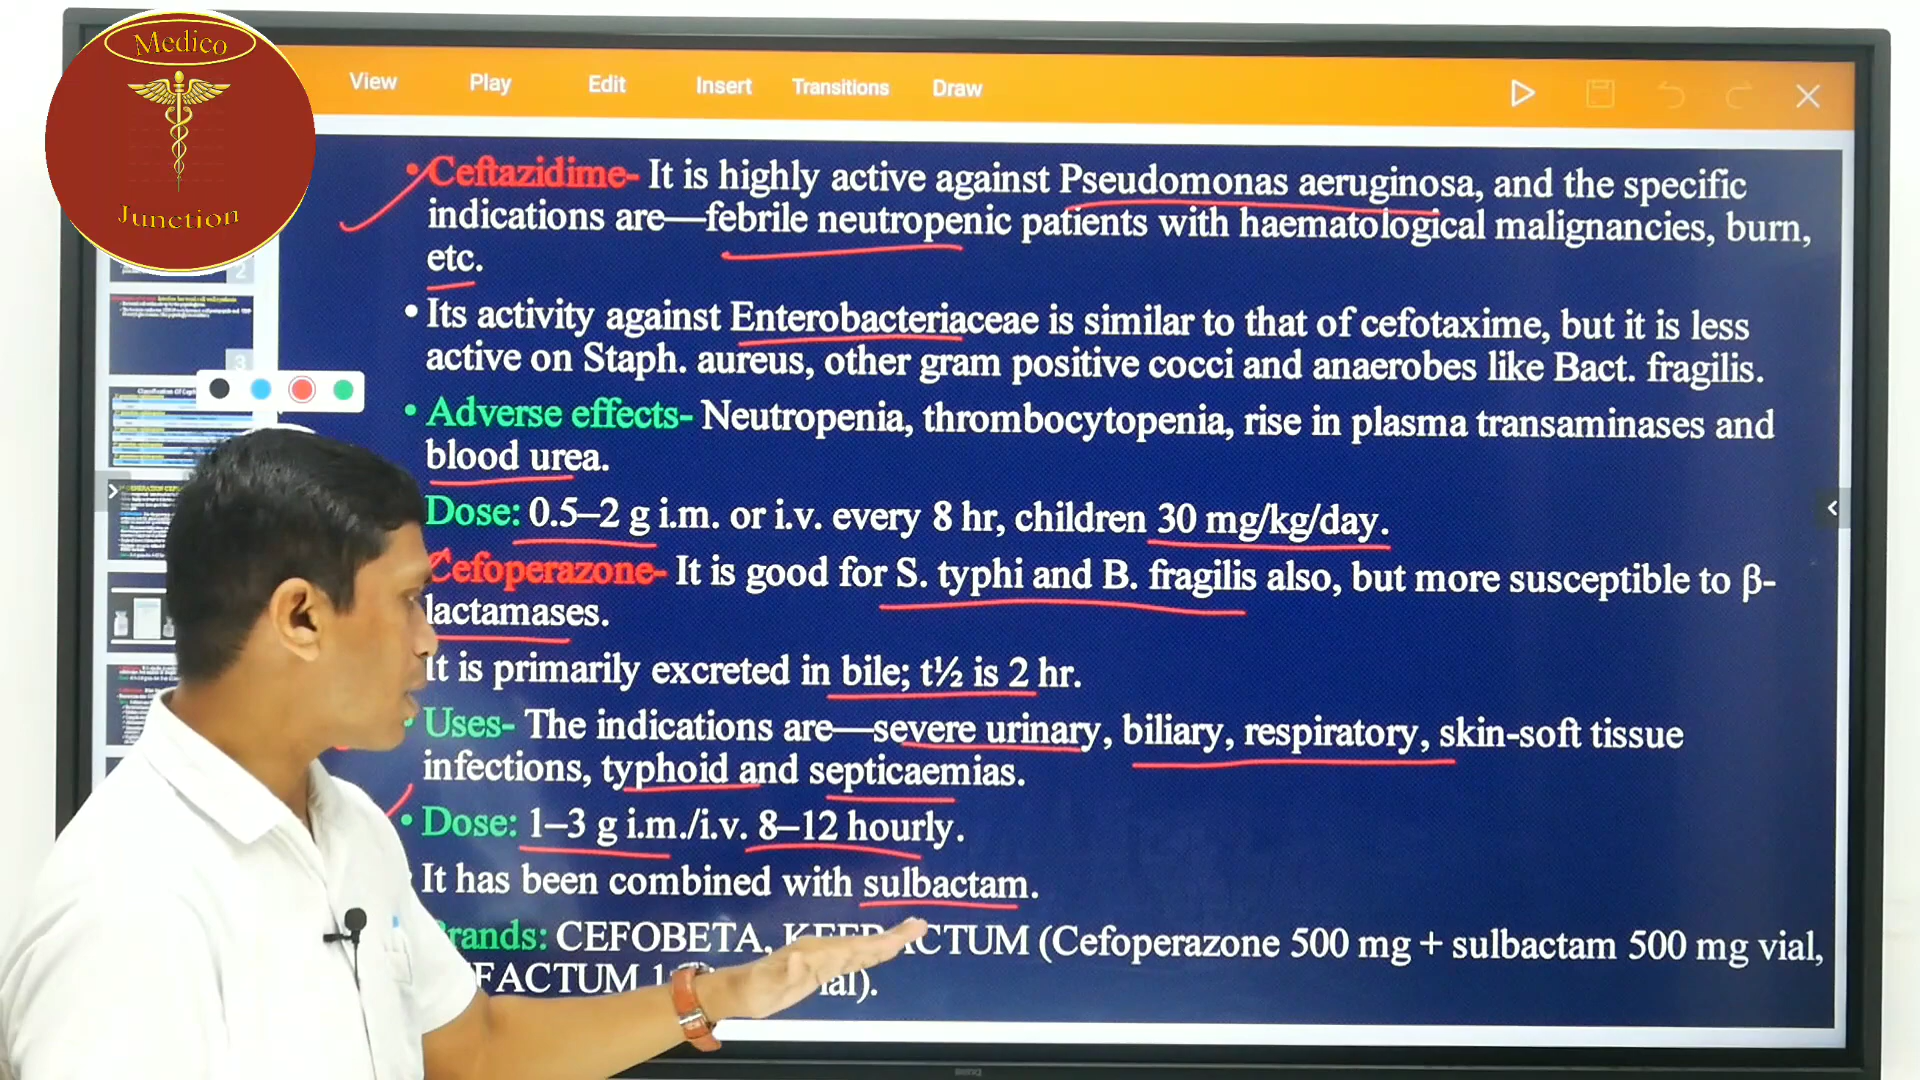 Medico
Junction
View Play Edit Insert Transitions Draw
2
3
• Ceftazidime- It is highly active against Pseudomonas aeruginosa, and the specific
indications are—febrile neutropenic patients with haematological malignancies, burn,
etc.
• Its activity against Enterobacteriaceae is similar to that of cefotaxime, but it is less
active on Staph. aureus, other gram positive cocci and anaerobes like Bact. fragilis.
• Adverse effects- Neutropenia, thrombocytopenia, rise in plasma transaminases and
blood urea.
Dose: 0.5–2 g i.m. or i.v. every 8 hr, children 30 mg/kg/day.
Cefoperazone- It is good for S. typhi and B. fragilis also, but more susceptible to β-
lactamases.
It is primarily excreted in bile; t½ is 2 hr.
• Uses- The indications are—severe urinary, biliary, respiratory, skin-soft tissue
infections, typhoid and septicaemias.
• Dose: 1–3 g i.m./i.v. 8–12 hourly.
It has been combined with sulbactam.
Brands: CEFOBETA, (Cefoperazone 500 mg + sulbactam 500 mg vial,